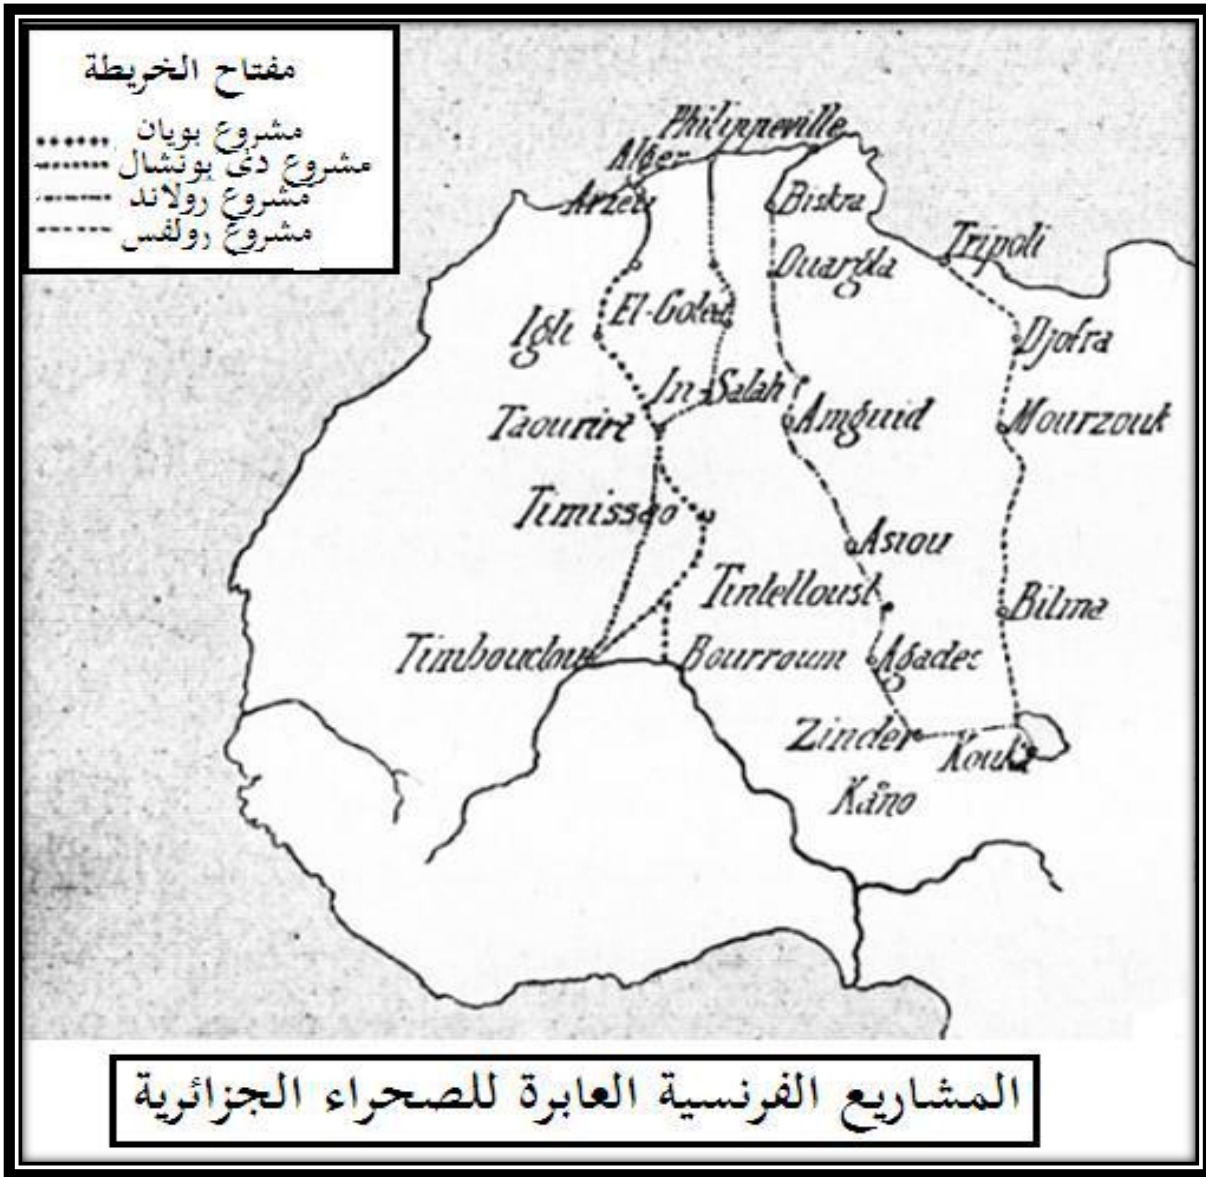 مفتاح الخريطة
مشروع بويان
مشروع دي بونشال
مشروع رولاند
مشروع رولفس
Philippeville
Alger
Arzeu
Biskra
Tripoli
Ouargla
Igli
El-Golea
Djofra
In-Salah
Taourirt
Amguid
Mourzouk
Timissao
Asiou
Tintelloust
Bilma
Timbouctou
Bourroum
Agades
Zinder
Kouka
Kano
المشاريع الفرنسية العابرة للصحراء الجزائرية